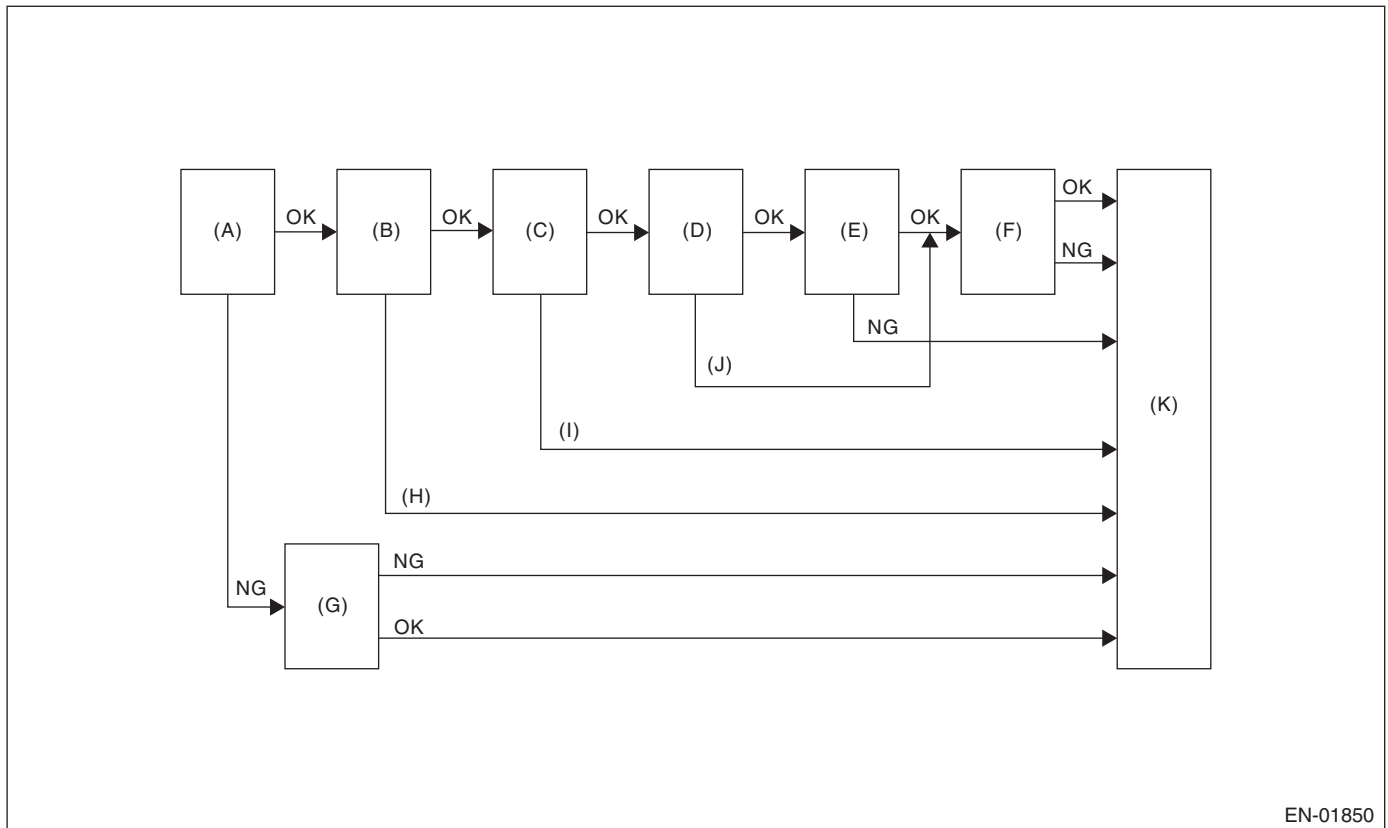 (A)
OK
(B)
OK
(C)
OK
(D)
OK
(E)
OK
(F)
OK
NG
NG
(J)
(K)
(I)
(H)
NG
NG
(G)
OK
EN-01850